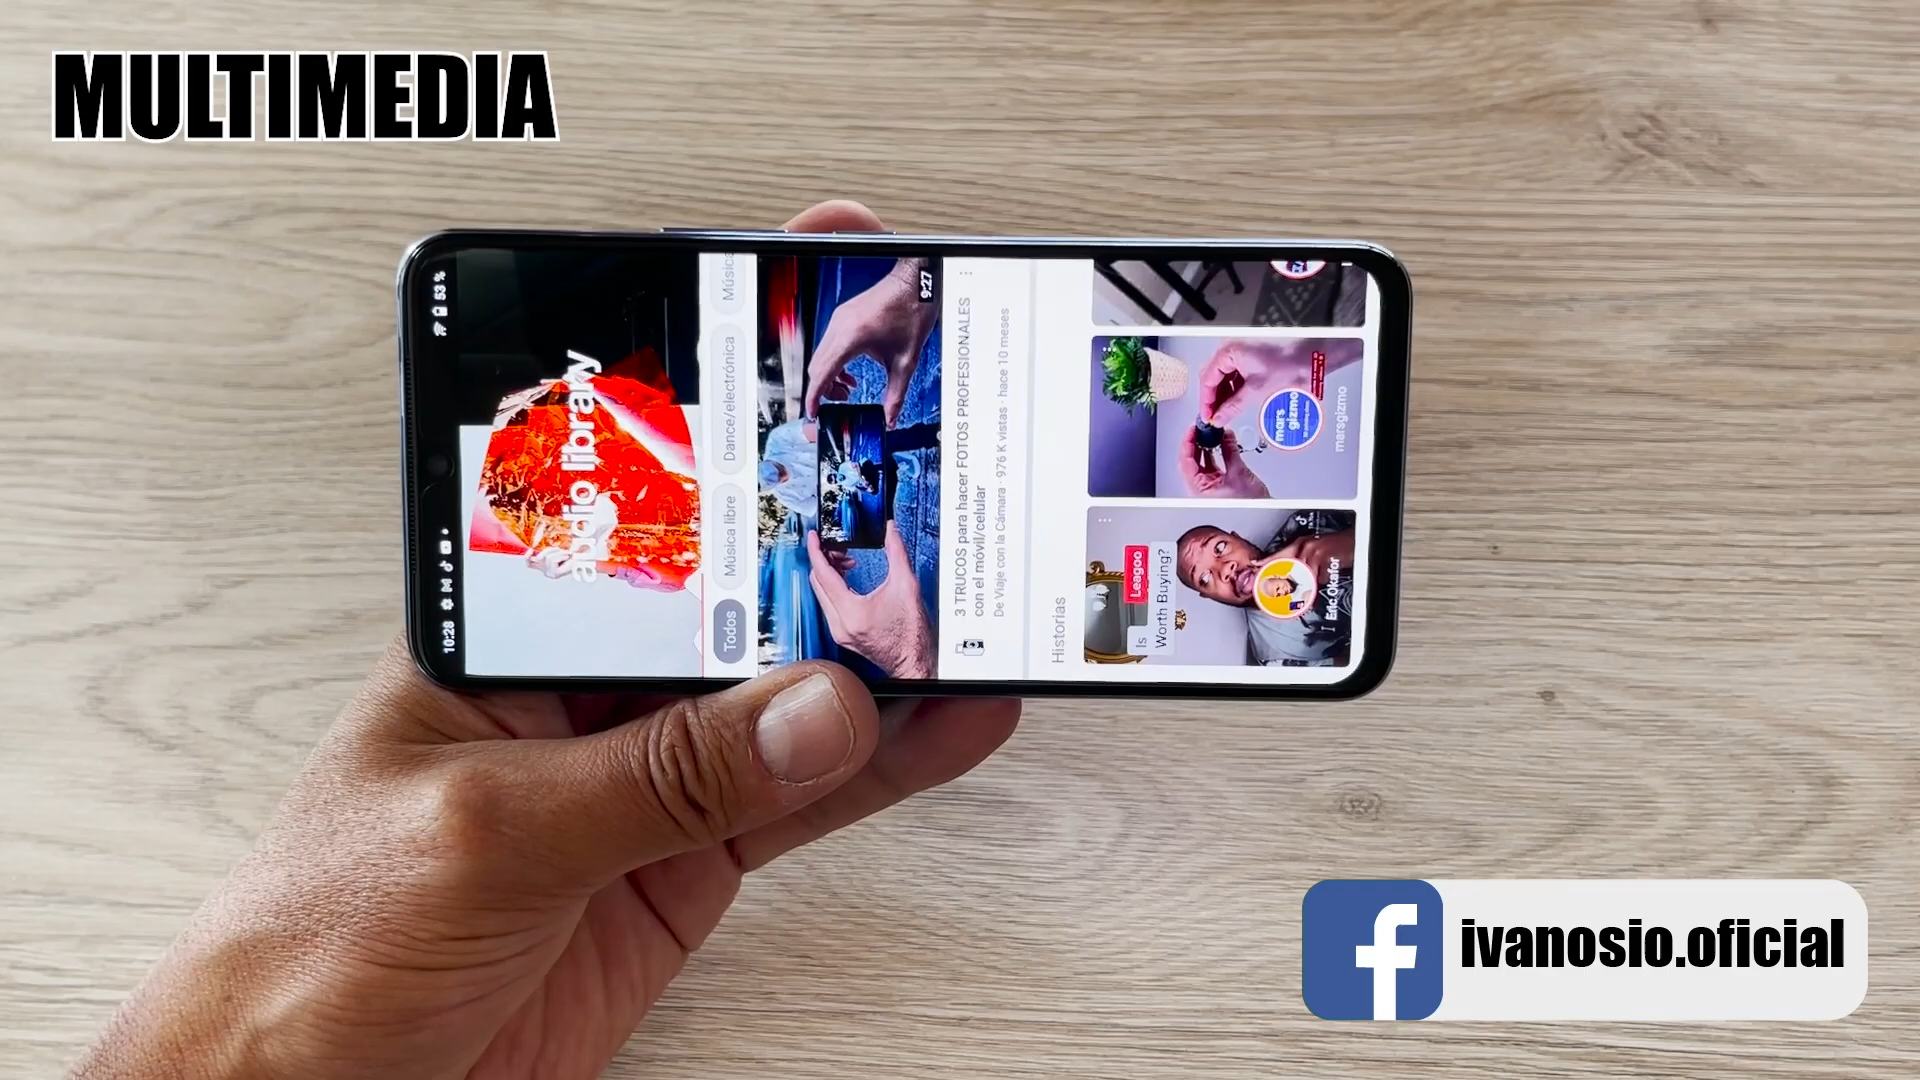 MULTIMEDIA
10:28
53 %
audio library
Todos
Música libre
Dance/electrónica
Música
9:27
3 TRUCOS para hacer FOTOS PROFESIONALES
con el móvil/celular
De Viaje con la Cámara · 976 K vistas · hace 10 meses
Historias
Leagoo
Is
Worth Buying?
Eric Okafor
mars
gizmo
marsgizmo
ivanosio.oficial